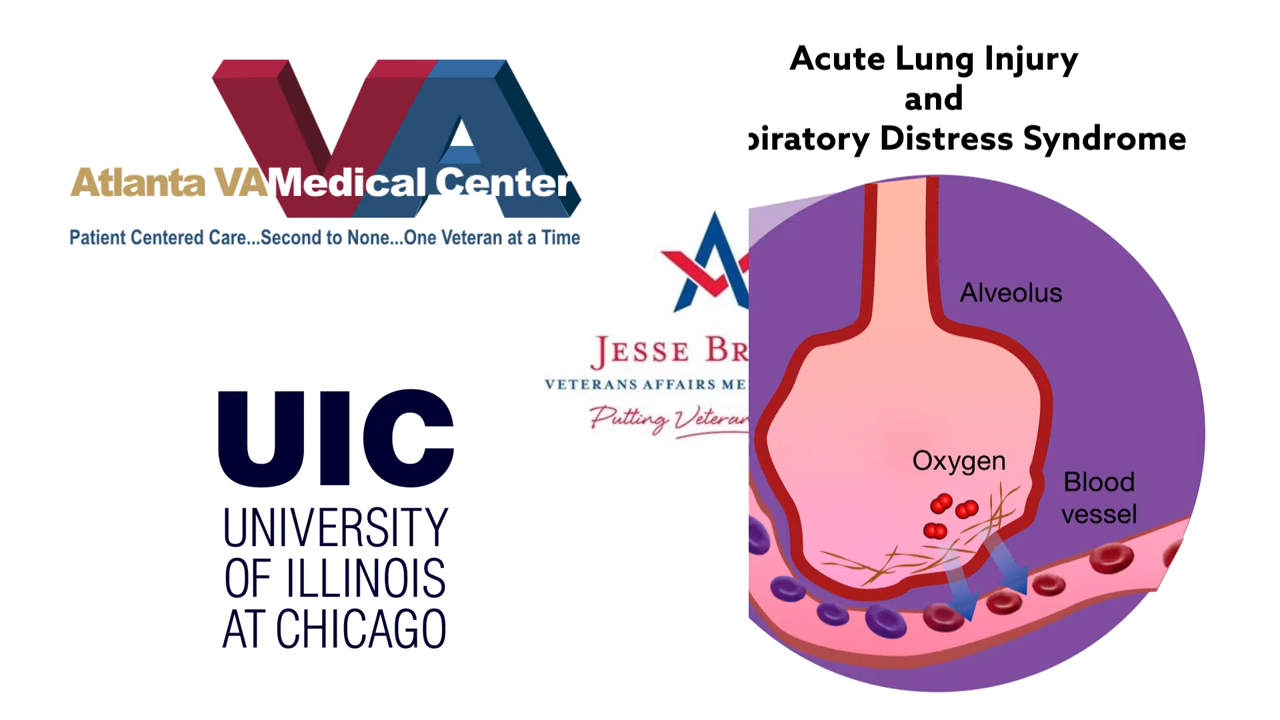 Atlanta VA Medical Center
Patient Centered Care...Second to None...One Veteran at a Time
JESSE BR
VETERANS AFFAIRS ME
Putting Veteran
UIC
UNIVERSITY
OF ILLINOIS
AT CHICAGO
Acute Lung Injury
and
piratory Distress Syndrome
Alveolus
Oxygen
Blood
vessel